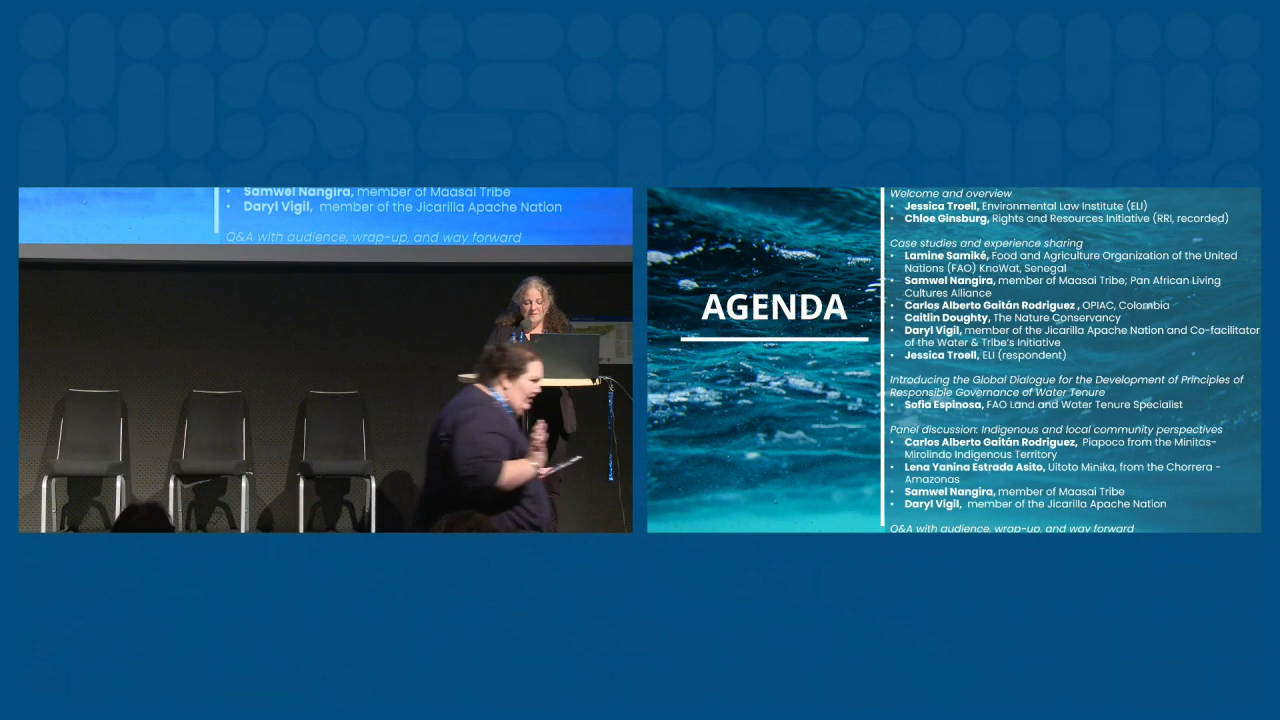 Samwel Nangira, member of Maasai Tribe
Daryl Vigil, member of the Jicarilla Apache Nation
Q&A with audience, wrap-up, and way forward
AGENDA
Welcome and overview
• Jessica Troell, Environmental Law Institute (ELI)
• Chloe Ginsburg, Rights and Resources Initiative (RRI, recorded)
Case studies and experience sharing
• Lamine Samiké, Food and Agriculture Organization of the United
Nations (FAO) KnoWat, Senegal
• Samwel Nangira, member of Maasai Tribe; Pan African Living
Cultures Alliance
• Carlos Alberto Gaitán Rodriguez , OPIAC, Colombia
• Caitlin Doughty, The Nature Conservancy
• Daryl Vigil, member of the Jicarilla Apache Nation and Co-facilitator
of the Water & Tribe's Initiative
• Jessica Troell, ELI (respondent)
Introducing the Global Dialogue for the Development of Principles of
Responsible Governance of Water Tenure
• Sofia Espinosa, FAO Land and Water Tenure Specialist
Panel discussion: Indigenous and local community perspectives
• Carlos Alberto Gaitán Rodríguez, Piapoco from the Minitas-
Mirolindo Indigenous Territory
• Lena Yanina Estrada Asito, Uitoto Minika, from the Chorrera -
Amazonas
• Samwel Nangira, member of Maasai Tribe
• Daryl Vigil, member of the Jicarilla Apache Nation
Q&A with audience, wrap-up, and way forward